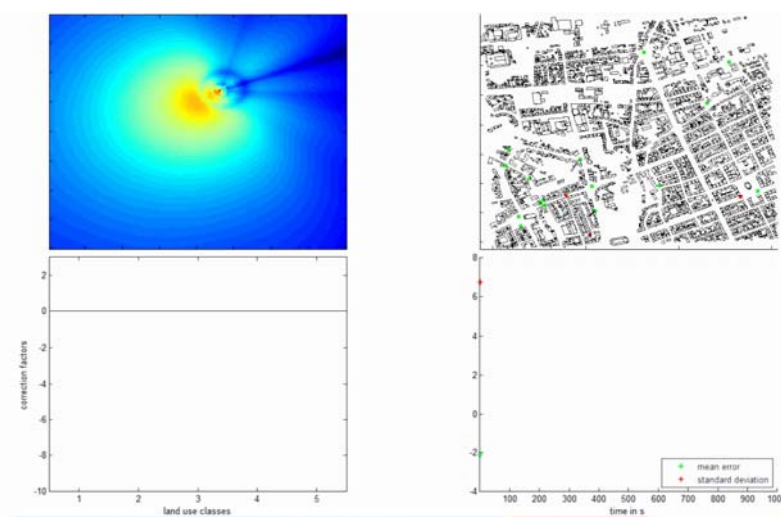 2
0
-2
-4
-6
-8
-10
correction factors
1 2 3 4 5
land use classes
8
6
4
2
0
-2
-4
mean error
standard deviation
100 200 300 400 500 600 700 800 900 100
time in s